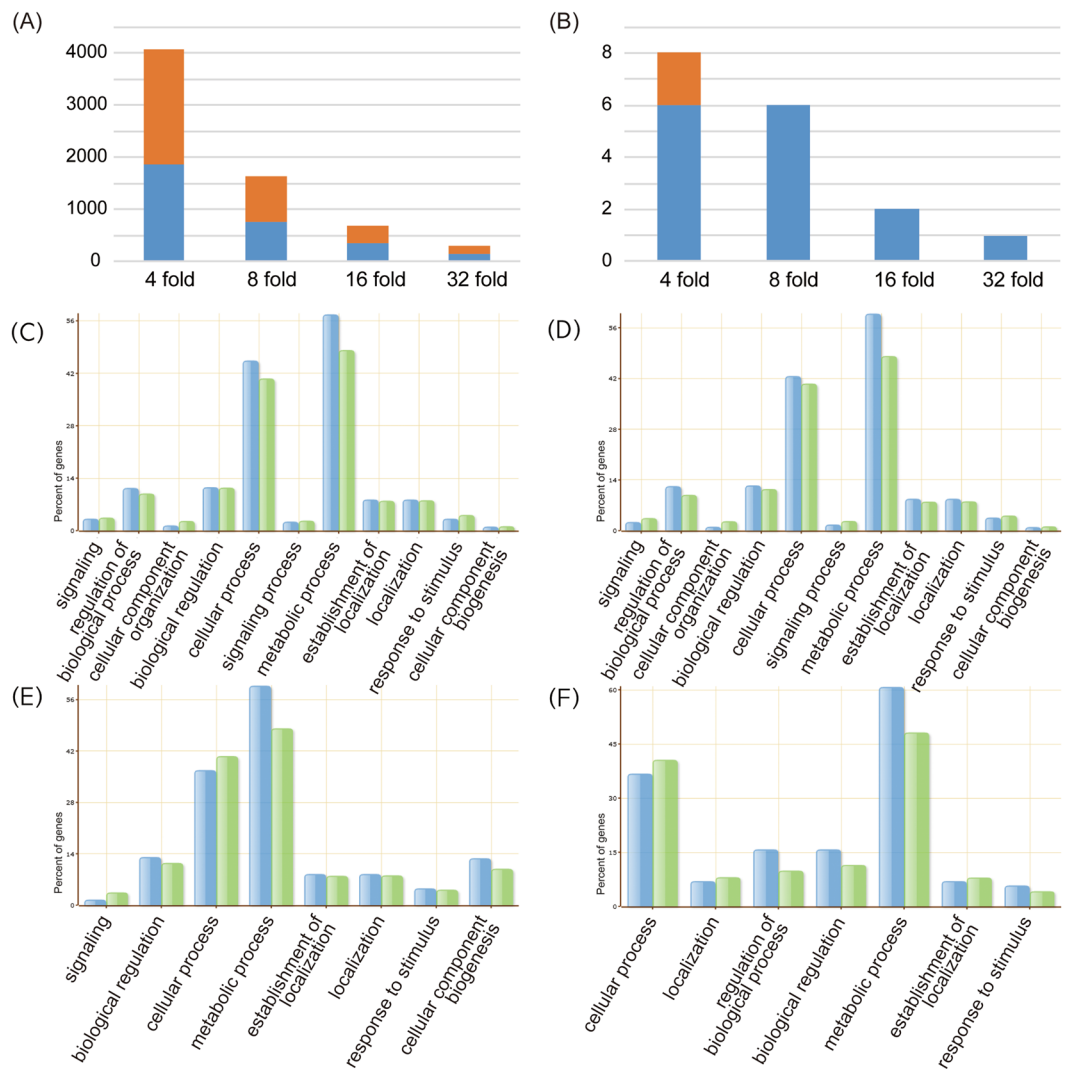 (A)
4000
3000
2000
1000
0
4 fold
8 fold
16 fold
32 fold
(B)
8
6
4
2
0
4 fold
8 fold
16 fold
32 fold
(C)
Percent of genes
56
42
28
14
0
signaling
regulation of
biological process
cellular component
organization
biological regulation
cellular process
signaling process
metabolic process
establishment of
localization
localization
response to stimulus
cellular component
biogenesis
(D)
Percent of genes
56
42
28
14
0
signaling
regulation of
biological process
cellular component
organization
biological regulation
cellular process
signaling process
metabolic process
establishment of
localization
localization
response to stimulus
cellular component
biogenesis
(E)
Percent of genes
56
42
28
14
0
signaling
biological regulation
cellular process
metabolic process
establishment of
localization
localization
response to stimulus
cellular component
biogenesis
(F)
Percent of genes
60
45
30
15
0
cellular process
localization
regulation of
biological process
biological regulation
metabolic process
establishment of
localization
response to stimulus